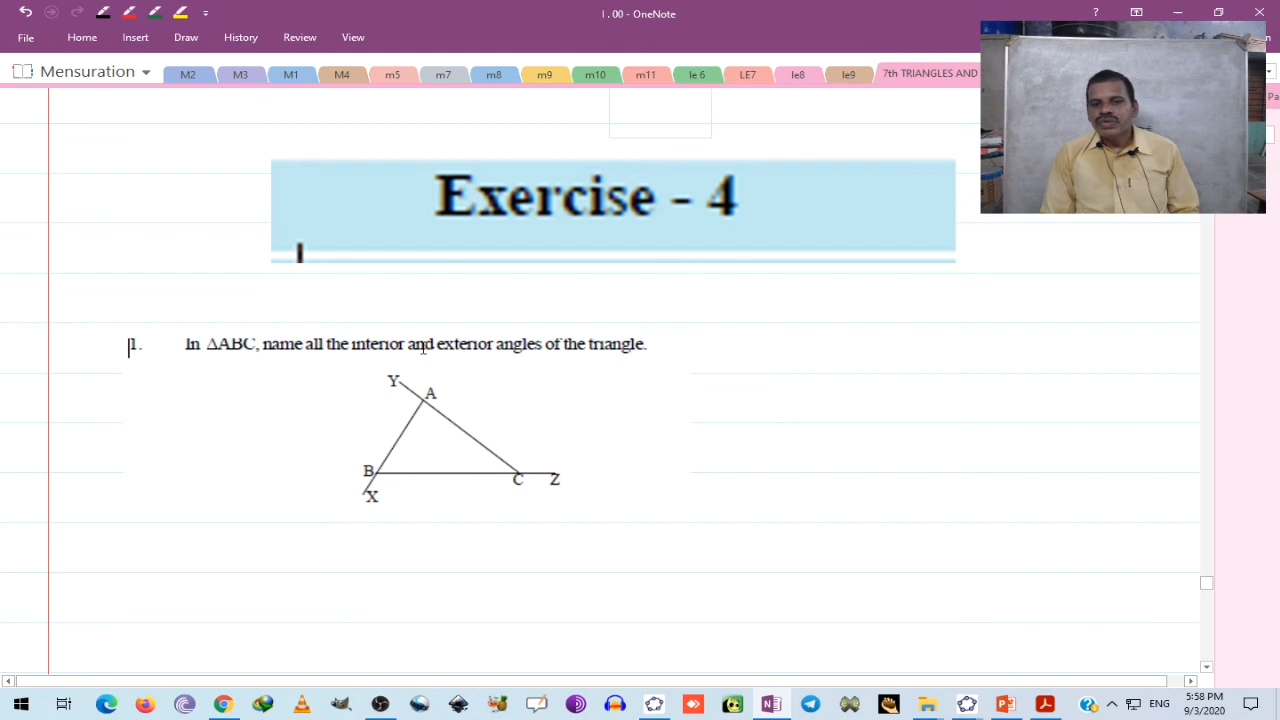 I.00 - OneNote
File Home Insert Draw History Review View
Mensuration
M2 M3 M1 M4 m5 m7 m8 m9 m10 m11 le 6 LE7 le8 le9 7th TRIANGLES AND
Exercise - 4
1. In ΔABC, name all the interior and exterior angles of the triangle.
Y
A
B
C Z
X
5:58 PM
ENG
9/3/2020